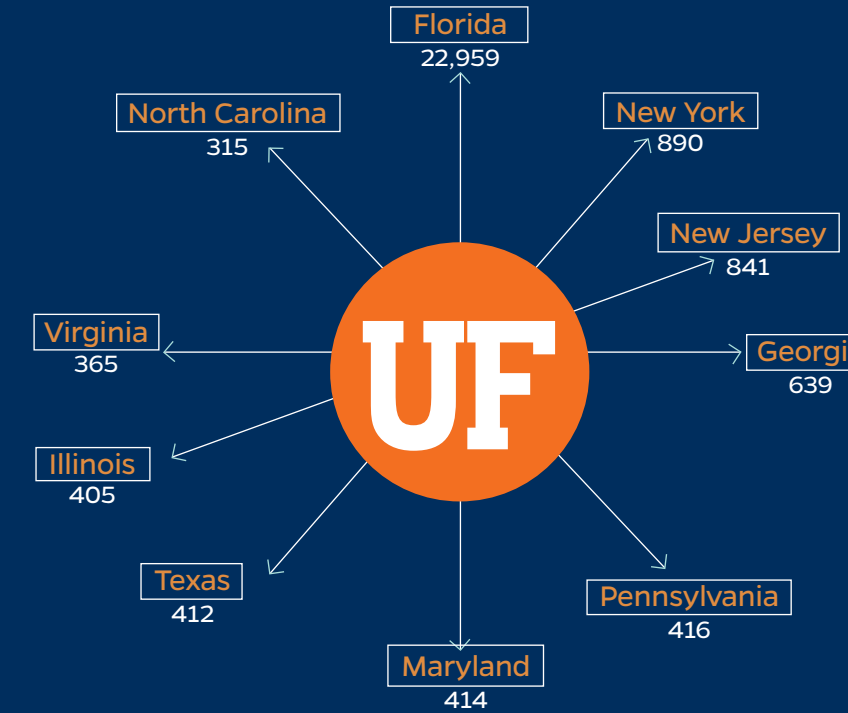 Florida
22,959
New York
890
New Jersey
841
Georgi
639
Pennsylvania
416
Maryland
414
Texas
412
Illinois
405
Virginia
365
North Carolina
315
UF